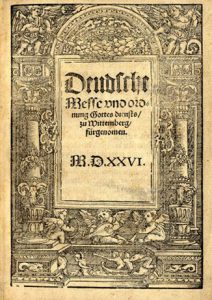 Deudsche
Messe vnd ord-
nung Gottes diensts/
zu Wittemberg/
fürgenomen.
M.D.XXVI.